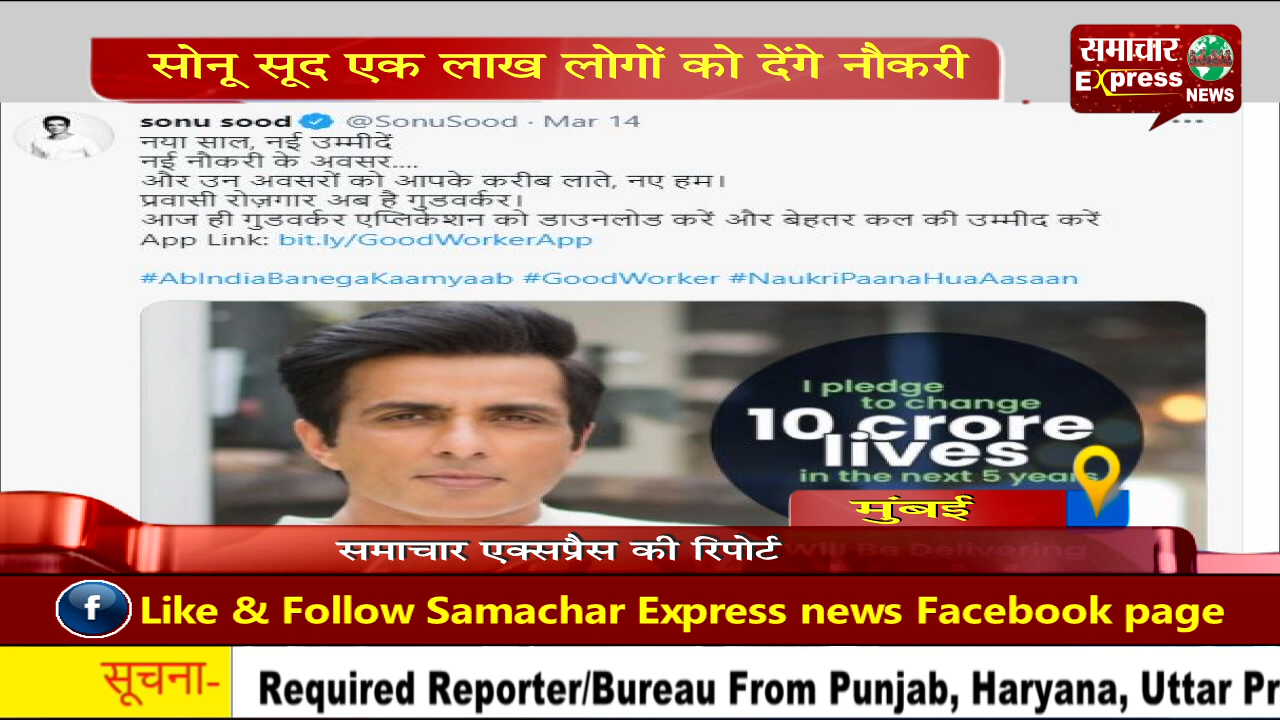 सोनू सूद एक लाख लोगों को देंगे नौकरी
समाचार
Express
NEWS
sonu sood @SonuSood · Mar 14
नया साल, नई उम्मीदें
नई नौकरी के अवसर....
और उन अवसरों को आपके करीब लाते, नए हम।
प्रवासी रोज़गार अब है गुडवर्कर।
आज ही गुडवर्कर एप्लिकेशन को डाउनलोड करें और बेहतर कल की उम्मीद करें
App Link: bit.ly/GoodWorkerApp
#AbIndiaBanegaKaamyaab #GoodWorker #NaukriPaanaHuaAasaan
I pledge
to change
10 crore
lives
in the next 5 years
मुंबई
Will Be Delivering
समाचार एक्सप्रैस की रिपोर्ट
f Like & Follow Samachar Express news Facebook page
सूचना- Required Reporter/Bureau From Punjab, Haryana, Uttar Pr